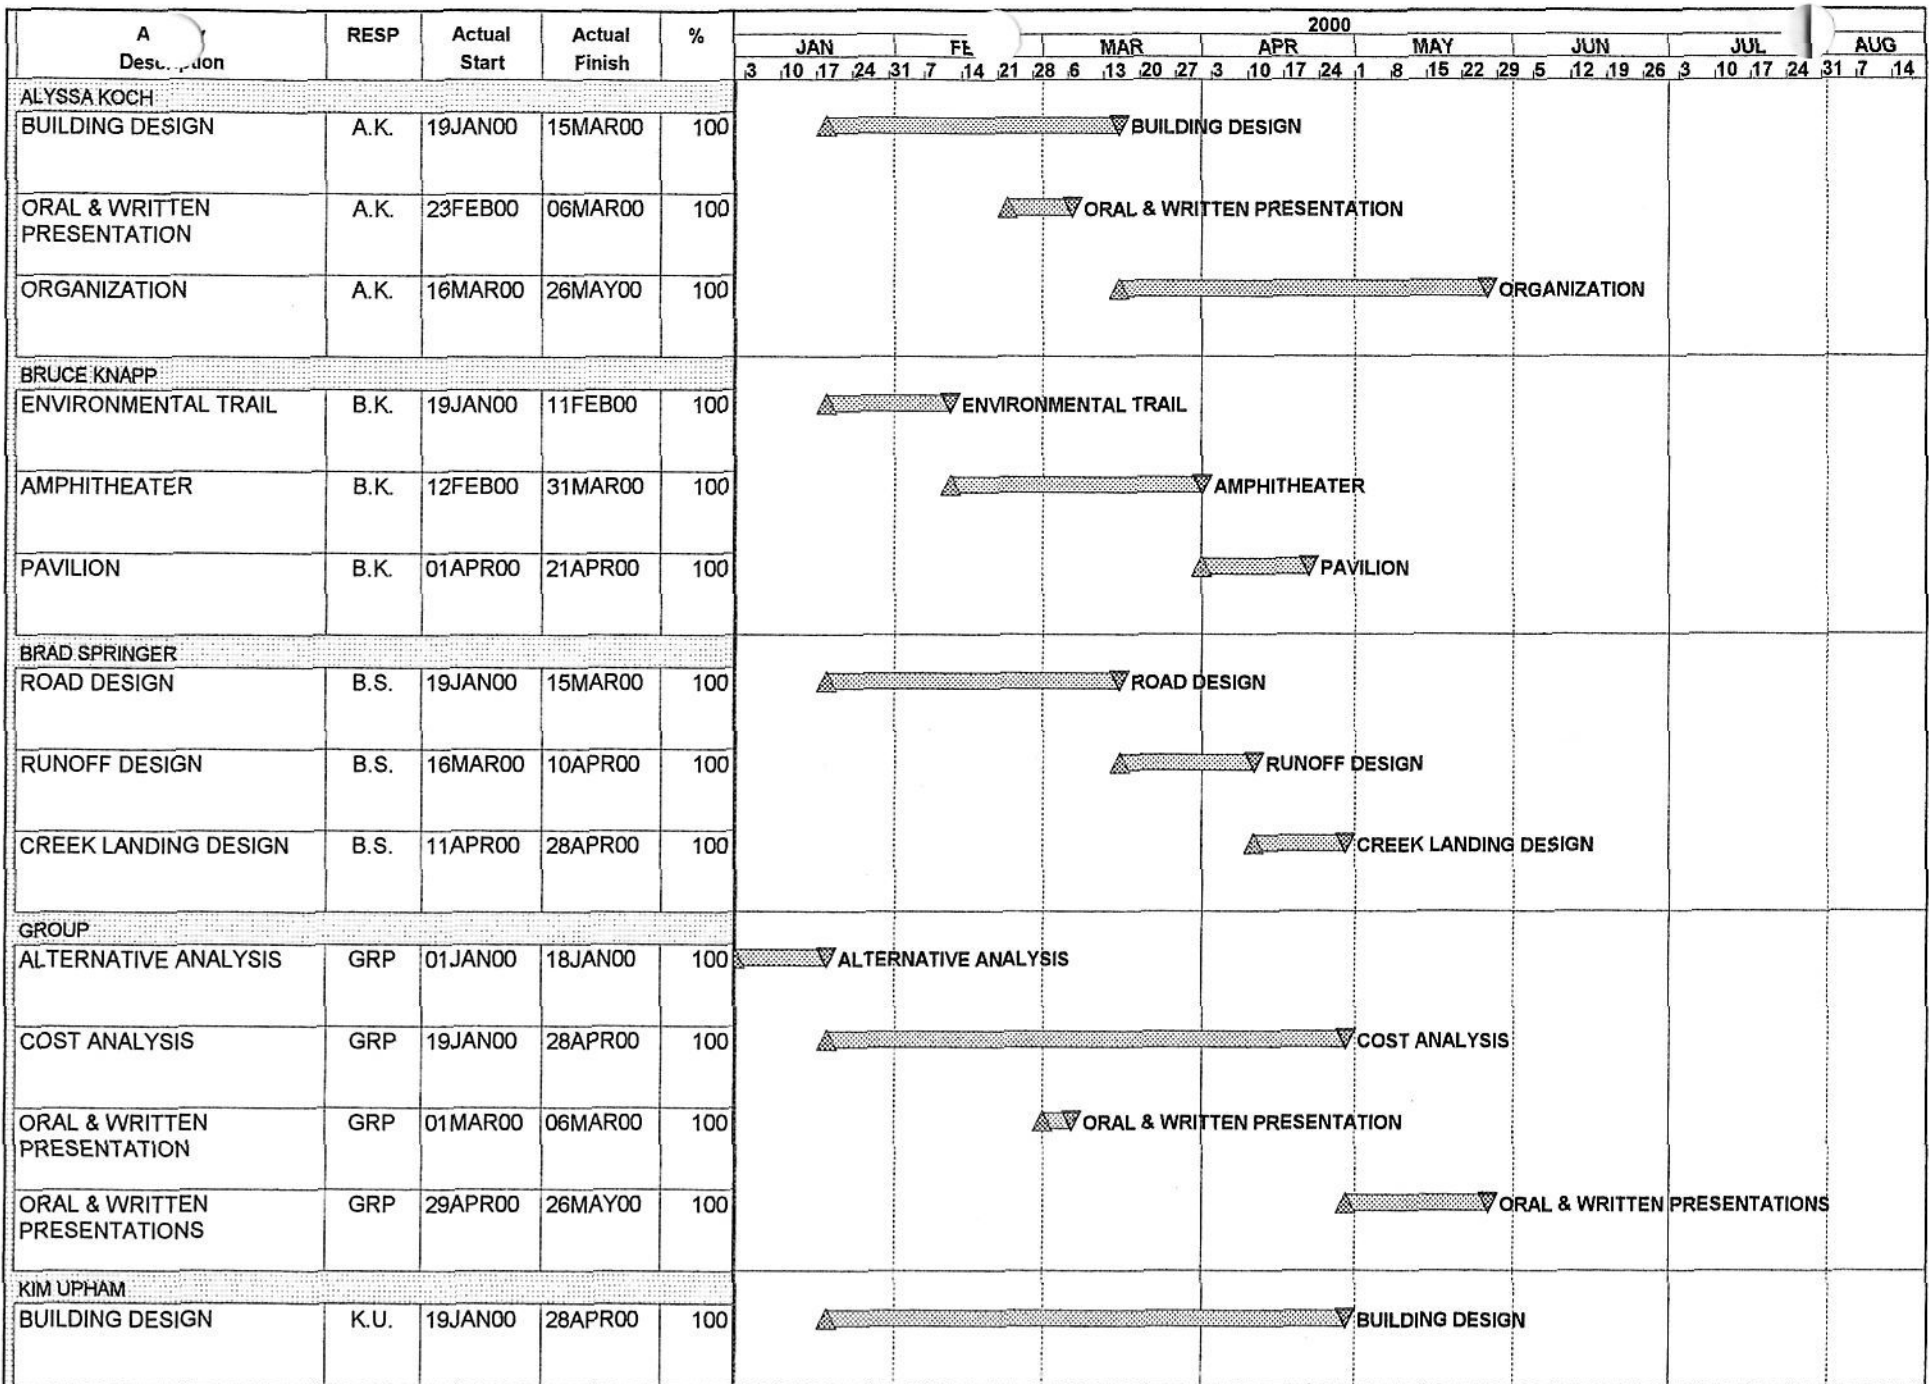 RESP Actual Actual % 2000
Start Finish JAN MAR APR MAY JUN JUL AUG
3 10 17 24 31 7 14 21 28 6 13 20 27 3 10 17 24 1 8 15 22 29 5 12 19 26 3 10 17 24 31 7 14
ALYSSA KOCH
BUILDING DESIGN A.K. 19JAN00 15MAR00 100 BUILDING DESIGN
ORAL & WRITTEN A.K. 23FEB00 06MAR00 100 ORAL & WRITTEN PRESENTATION
PRESENTATION
ORGANIZATION A.K. 16MAR00 26MAY00 100 ORGANIZATION
BRUCE KNAPP
ENVIRONMENTAL TRAIL B.K. 19JAN00 11FEB00 100 ENVIRONMENTAL TRAIL
AMPHITHEATER B.K. 12FEB00 31MAR00 100 AMPHITHEATER
PAVILION B.K. 01APR00 21APR00 100 PAVILION
BRAD SPRINGER
ROAD DESIGN B.S. 19JAN00 15MAR00 100 ROAD DESIGN
RUNOFF DESIGN B.S. 16MAR00 10APR00 100 RUNOFF DESIGN
CREEK LANDING DESIGN B.S. 11APR00 28APR00 100 CREEK LANDING DESIGN
GROUP
ALTERNATIVE ANALYSIS GRP 01JAN00 18JAN00 100 ALTERNATIVE ANALYSIS
COST ANALYSIS GRP 19JAN00 28APR00 100 COST ANALYSIS
ORAL & WRITTEN GRP 01MAR00 06MAR00 100 ORAL & WRITTEN PRESENTATION
PRESENTATION
ORAL & WRITTEN GRP 29APR00 26MAY00 100 ORAL & WRITTEN PRESENTATIONS
PRESENTATIONS
KIM UPHAM
BUILDING DESIGN K.U. 19JAN00 28APR00 100 BUILDING DESIGN